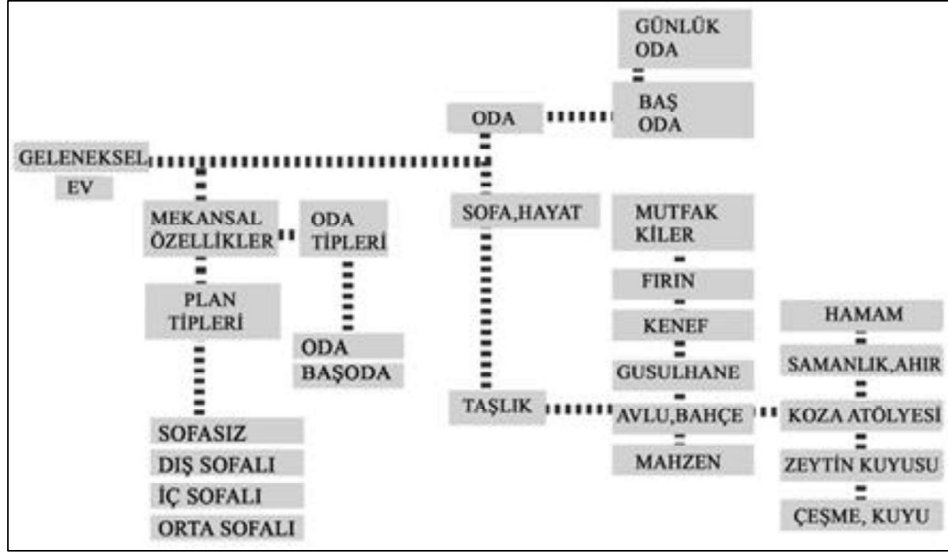 GÜNLÜK
ODA
BAŞ
ODA
ODA
GELENEKSEL
EV
MEKANSAL
ÖZELLİKLER
ODA
TİPLERİ
SOFA,HAYAT
MUTFAK
KİLER
FIRIN
PLAN
TİPLERİ
KENEF
HAMAM
ODA
BAŞODA
GUSULHANE
SAMANLIK,AHIR
TAŞLIK
AVLU,BAHÇE
KOZA ATÖLYESİ
SOFASIZ
DIŞ SOFALI
İÇ SOFALI
ORTA SOFALI
MAHZEN
ZEYTİN KUYUSU
ÇEŞME, KUYU